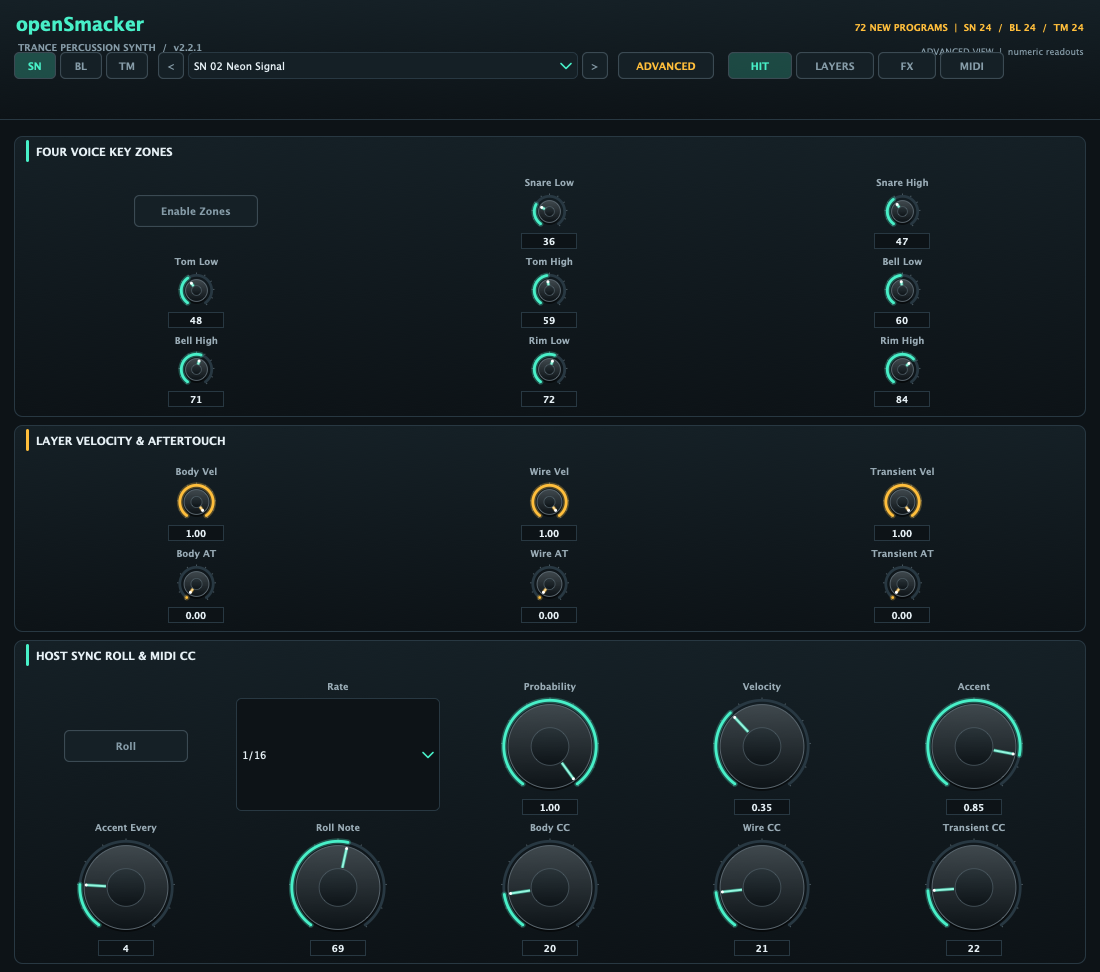 openSmacker
72 NEW PROGRAMS | SN 24 / BL 24 / TM 24
TRANCE PERCUSSION SYNTH / v2.2.1
ADVANCED VIEW | numeric readouts
SN BL TM < SN 02 Neon Signal > ADVANCED HIT LAYERS FX MIDI
FOUR VOICE KEY ZONES
Snare Low Snare High
Enable Zones
36 47
Tom Low Tom High Bell Low
48 59 60
Bell High Rim Low Rim High
71 72 84
LAYER VELOCITY & AFTERTOUCH
Body Vel Wire Vel Transient Vel
1.00 1.00 1.00
Body AT Wire AT Transient AT
0.00 0.00 0.00
HOST SYNC ROLL & MIDI CC
Rate Probability Velocity Accent
Roll 1/16
1.00 0.35 0.85
Accent Every Roll Note Body CC Wire CC Transient CC
4 69 20 21 22